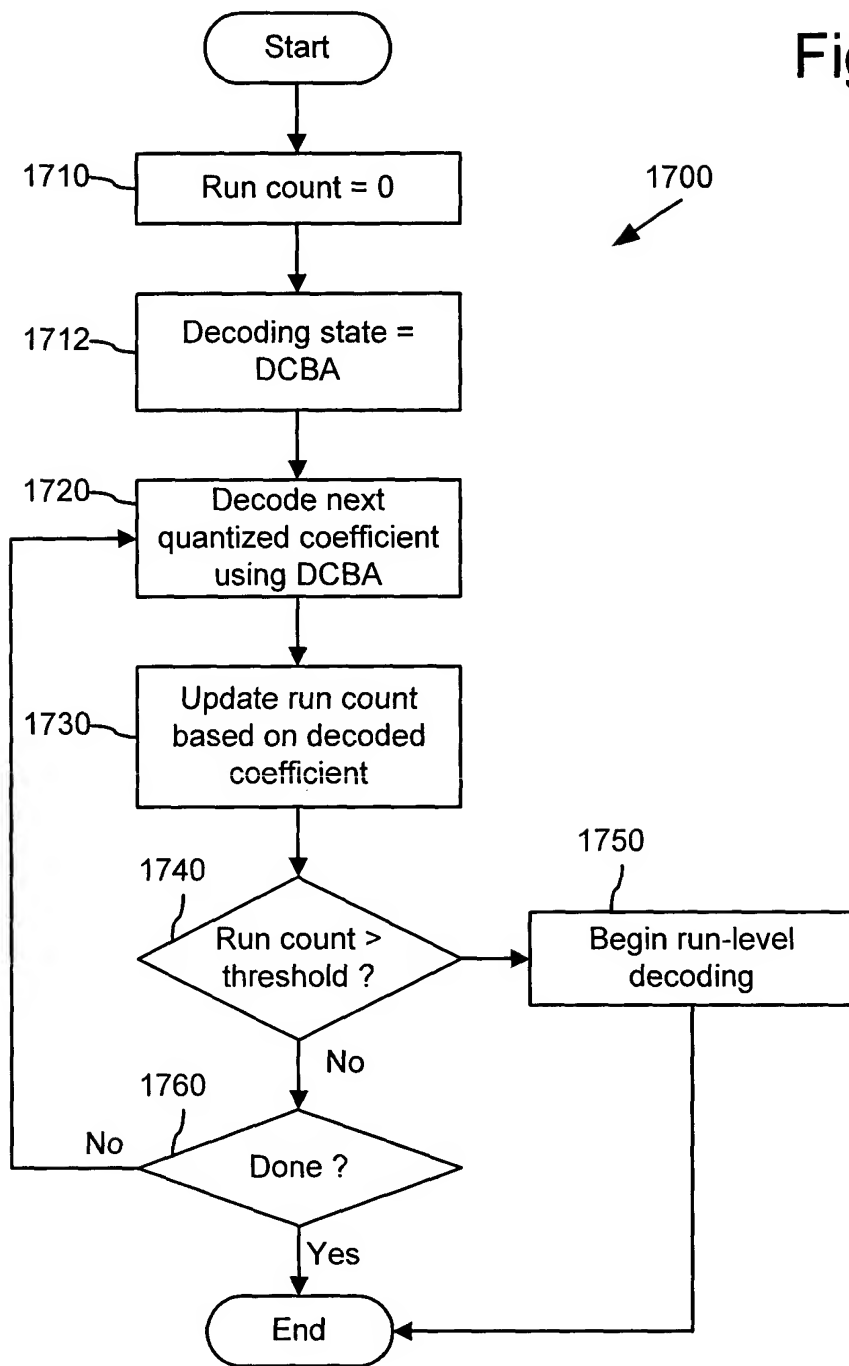 Start
Fig
1710
Run count = 0
1700
1712
Decoding state =
DCBA
1720
Decode next
quantized coefficient
using DCBA
1730
Update run count
based on decoded
coefficient
1740
1750
Run count >
threshold ?
Begin run-level
decoding
No
1760
No
Done ?
Yes
End